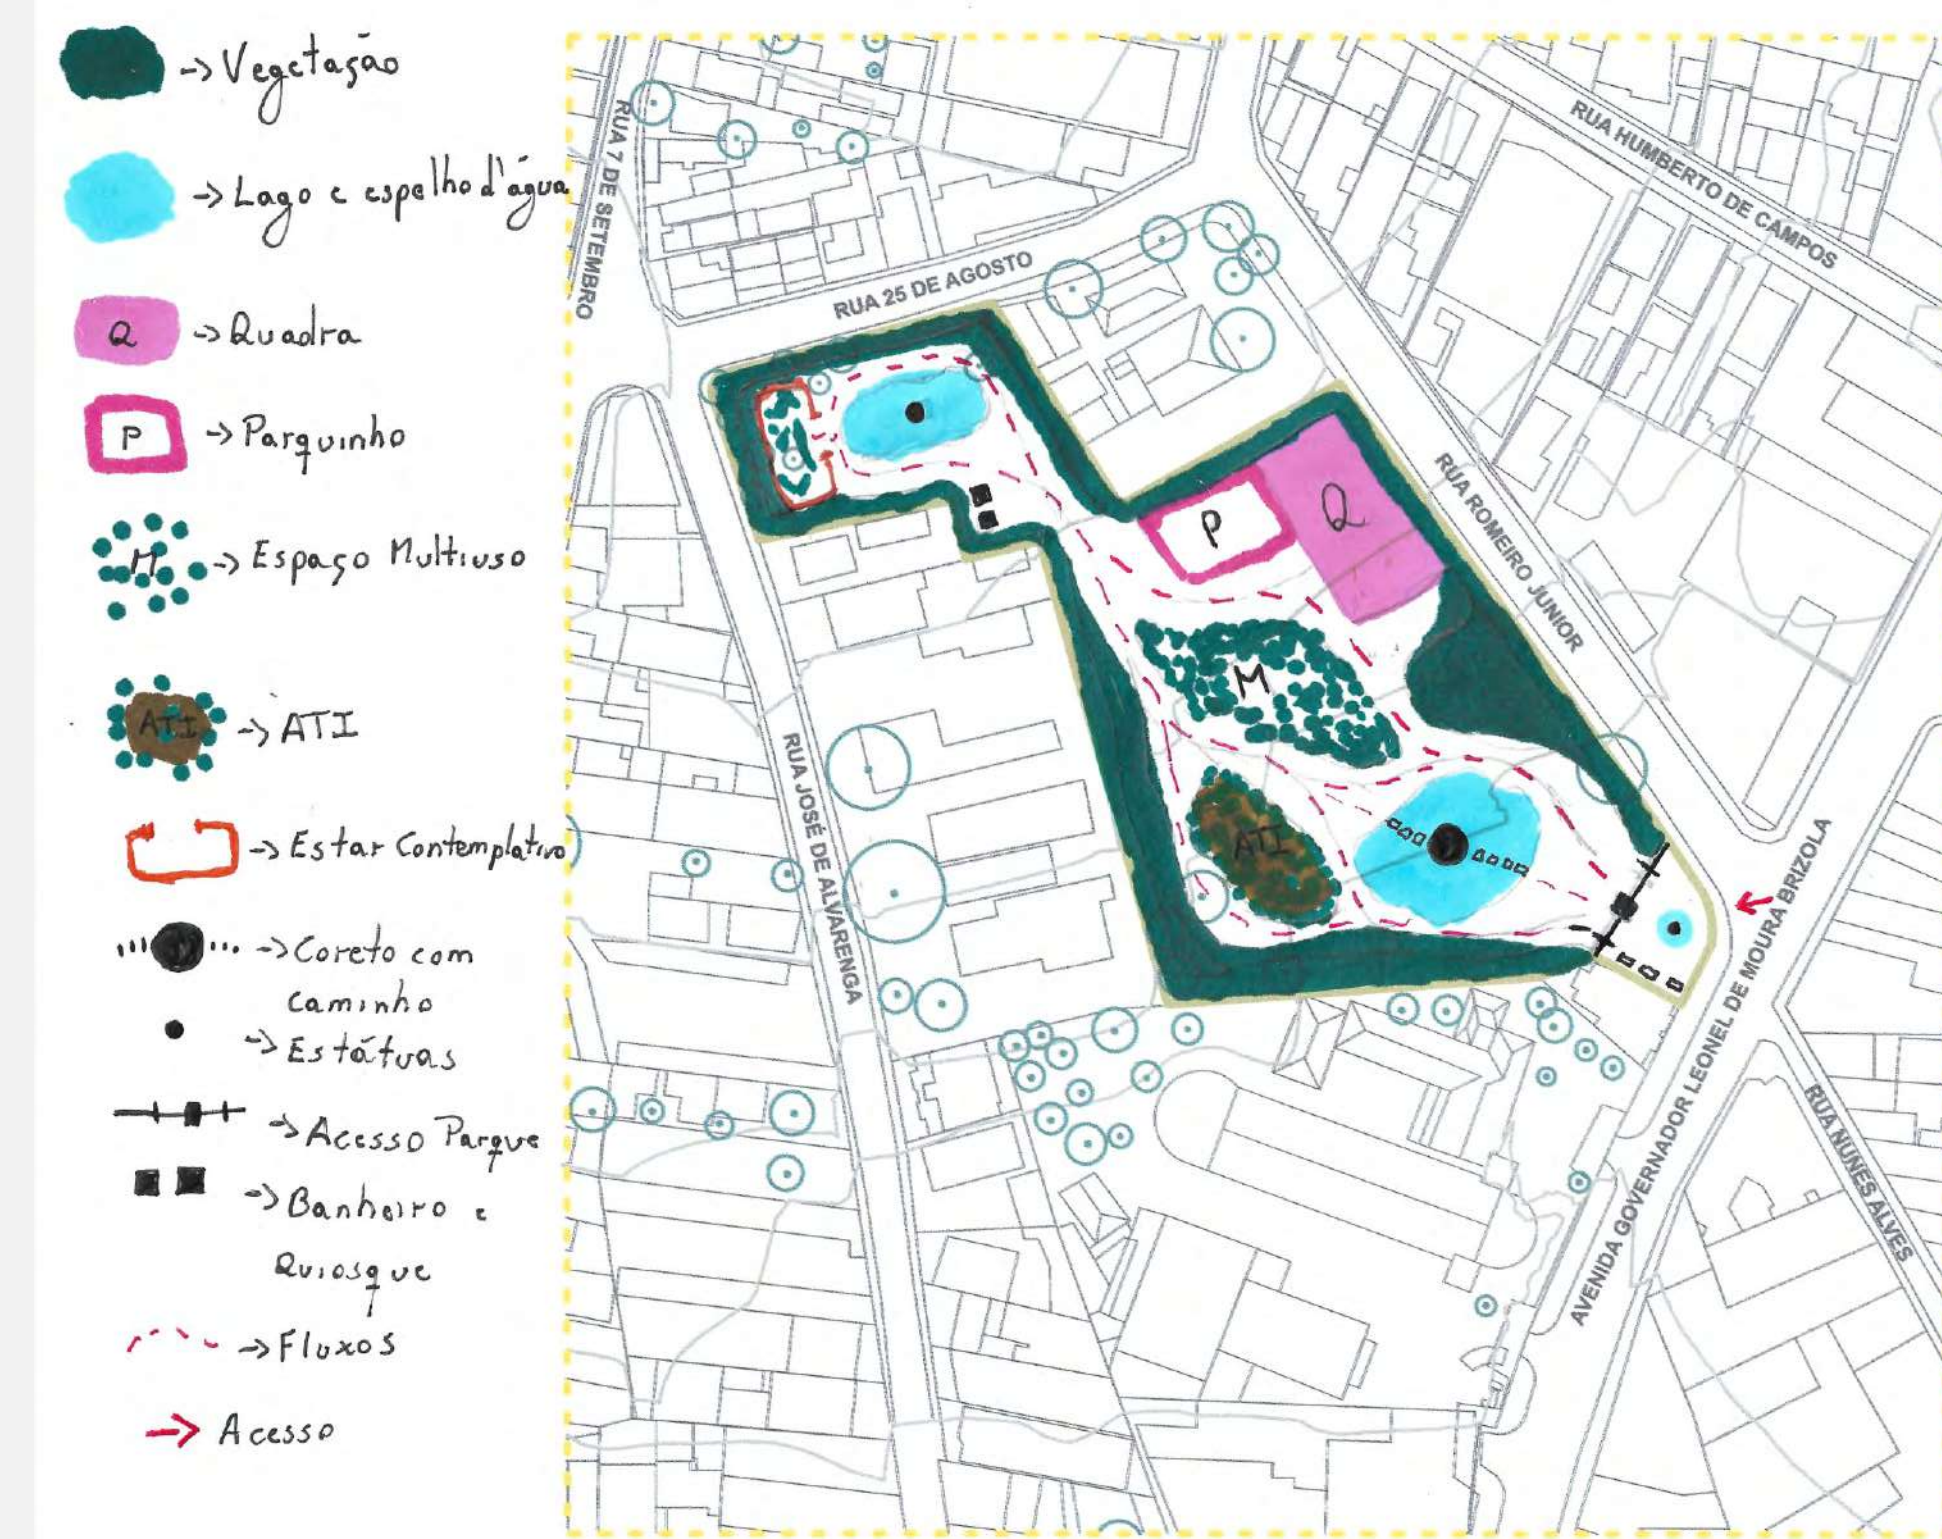 -> Vegetação
-> Lago e espelho d'água
Q -> Quadra
P -> Parquinho
M -> Espaço Multiuso
ATI -> ATI
-> Estar Contemplativo
-> Coreto com
caminho
-> Estátuas
-> Acesso Parque
-> Banheiro e
Quiosque
-> Fluxos
-> Acesso
RUA 7 DE SETEMBRO
RUA 25 DE AGOSTO
RUA HUMBERTO DE CAMPOS
RUA ROMEIRO JUNIOR
RUA JOSÉ DE ALVARENGA
AVENIDA GOVERNADOR LEONEL DE MOURA BRIZOLA
RUA NUNES ALVES
P
Q
M
ATI